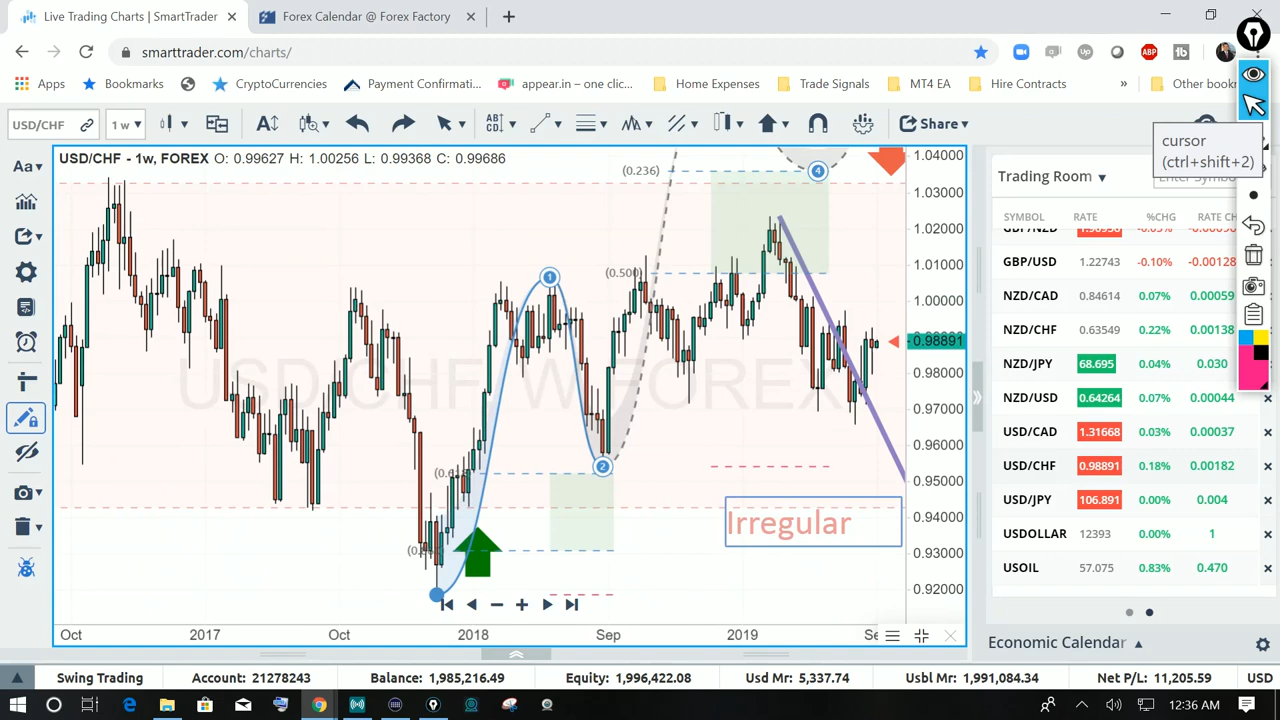 Live Trading Charts | SmartTrader
Forex Calendar @ Forex Factory
smarttrader.com/charts/
Apps
Bookmarks
CryptoCurrencies
Payment Confirmati...
appear.in – one clic...
Home Expenses
Trade Signals
MT4 EA
Hire Contracts
»
Other book
USD/CHF
1 w
Share
cursor
(ctrl+shift+2)
USD/CHF - 1w, FOREX O: 0.99627 H: 1.00256 L: 0.99368 C: 0.99686
Aa
(0.236)
4
(0.500)
1
2
Irregular
1.04000
1.03000
1.02000
1.01000
1.00000
0.98891
0.98000
0.97000
0.96000
0.95000
0.94000
0.93000
0.92000
Oct 2017 Oct 2018 Sep 2019
Trading Room
SYMBOL RATE %CHG RATE CH
GBP/NZD
GBP/USD 1.22743 -0.10% -0.00128
NZD/CAD 0.84614 0.07% 0.00059
NZD/CHF 0.63549 0.22% 0.00138
NZD/JPY 68.695 0.04% 0.030
NZD/USD 0.64264 0.07% 0.00044
USD/CAD 1.31668 0.03% 0.00037
USD/CHF 0.98891 0.18% 0.00182
USD/JPY 106.891 0.00% 0.004
USDOLLAR 12393 0.00% 1
USOIL 57.075 0.83% 0.470
Economic Calendar
Swing Trading Account: 21278243 Balance: 1,985,216.49 Equity: 1,996,422.08 Usd Mr: 5,337.74 Usbl Mr: 1,991,084.34 Net P/L: 11,205.59 USD
12:36 AM